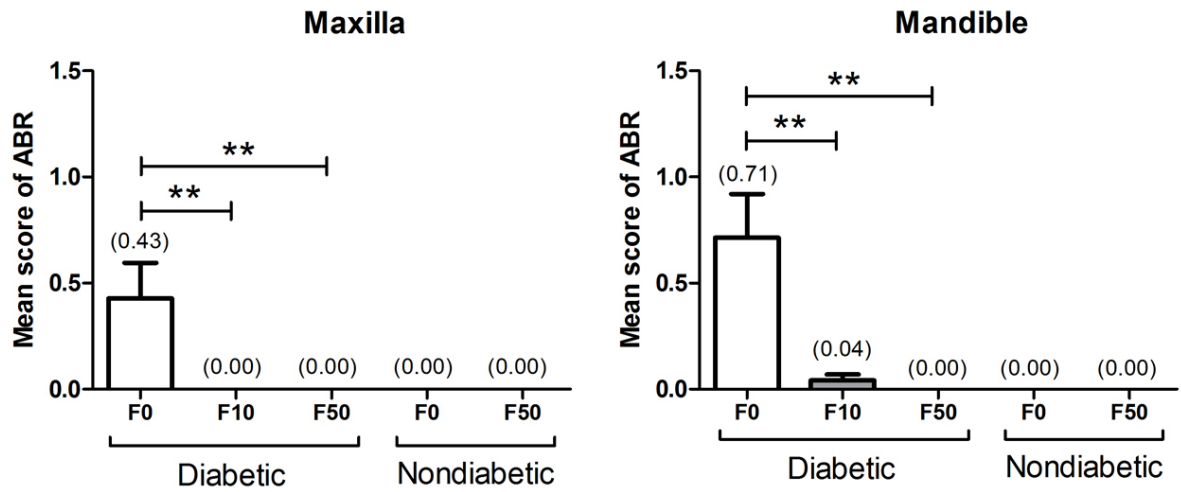 Maxilla
Mean score of ABR
1.5
1.0
0.5
0.0
**
**
(0.43)
(0.00)
(0.00)
(0.00)
(0.00)
F0
F10
F50
F0
F50
Diabetic
Nondiabetic
Mandible
Mean score of ABR
1.5
1.0
0.5
0.0
**
**
(0.71)
(0.04)
(0.00)
(0.00)
(0.00)
F0
F10
F50
F0
F50
Diabetic
Nondiabetic